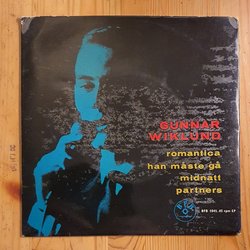 GUNNAR
WIKLUND
romantica
han måste gå
midnatt
partners